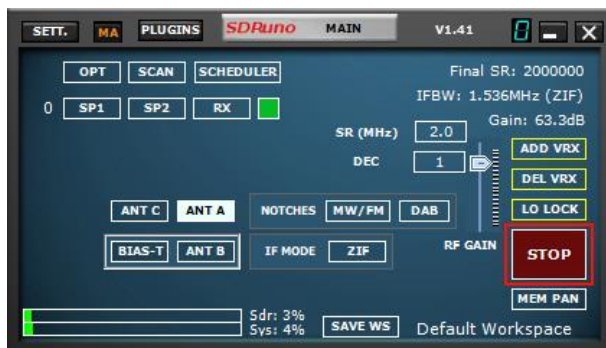 SETT. MA PLUGINS SDRuno MAIN V1.41 8
OPT SCAN SCHEDULER Final SR: 2000000
IFBW: 1.536MHz (ZIF)
0 SP1 SP2 RX Gain: 63.3dB
SR (MHz) 2.0 ADD VRX
DEC 1 DEL VRX
ANT C ANT A NOTCHES MW/FM DAB LO LOCK
BIAS-T ANT B IF MODE ZIF RF GAIN STOP
MEM PAN
Sdr: 3%
Sys: 4% SAVE WS Default Workspace